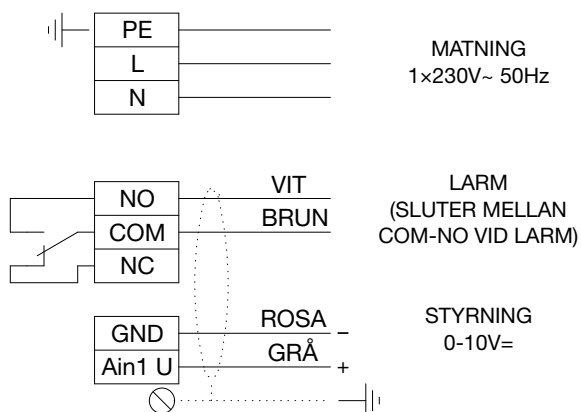 PE
L
N
MATNING
1×230V~ 50Hz
NO
COM
NC
VIT
BRUN
LARM
(SLUTER MELLAN
COM-NO VID LARM)
GND
Ain1 U
ROSA –
GRÅ +
STYRNING
0-10V=